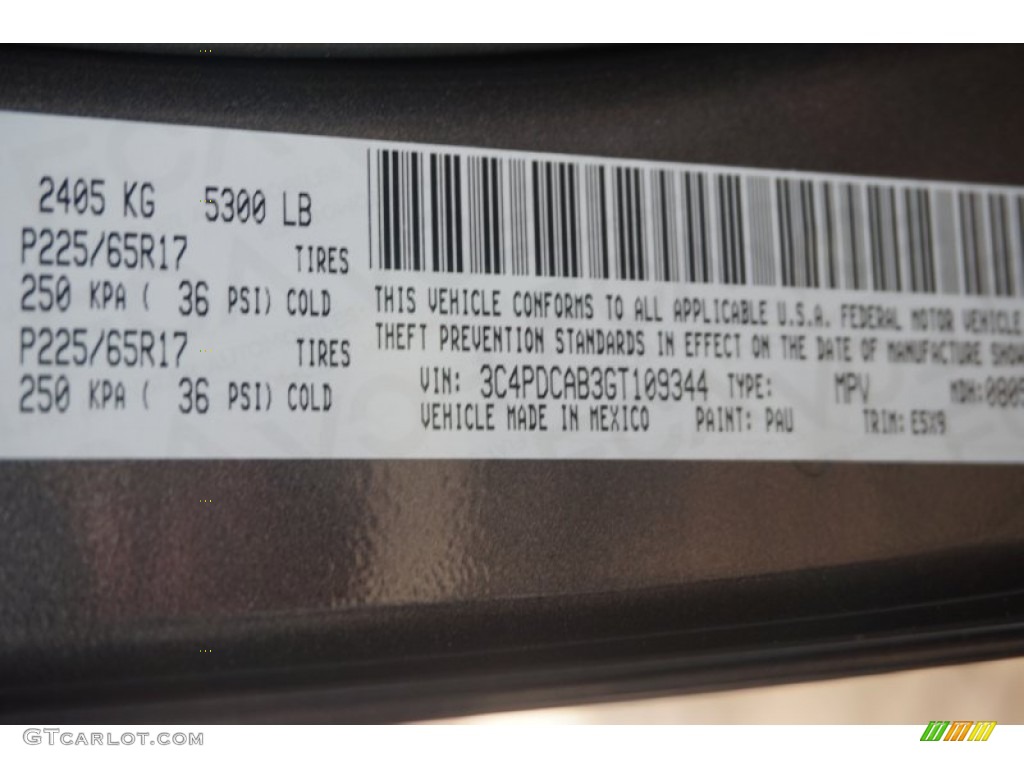 2405 KG 5300 LB
P225/65R17 TIRES
250 KPA ( 36 PSI) COLD
P225/65R17 TIRES
250 KPA ( 36 PSI) COLD
THIS VEHICLE CONFORMS TO ALL APPLICABLE U.S.A. FEDERAL MOTOR VEHICLE
THEFT PREVENTION STANDARDS IN EFFECT ON THE DATE OF MANUFACTURE SHOW
VIN: 3C4PDCAB3GT109344 TYPE: MPV MDH:0805
VEHICLE MADE IN MEXICO PAINT: PAU TRIM: E5X9
GTCARLOT.COM